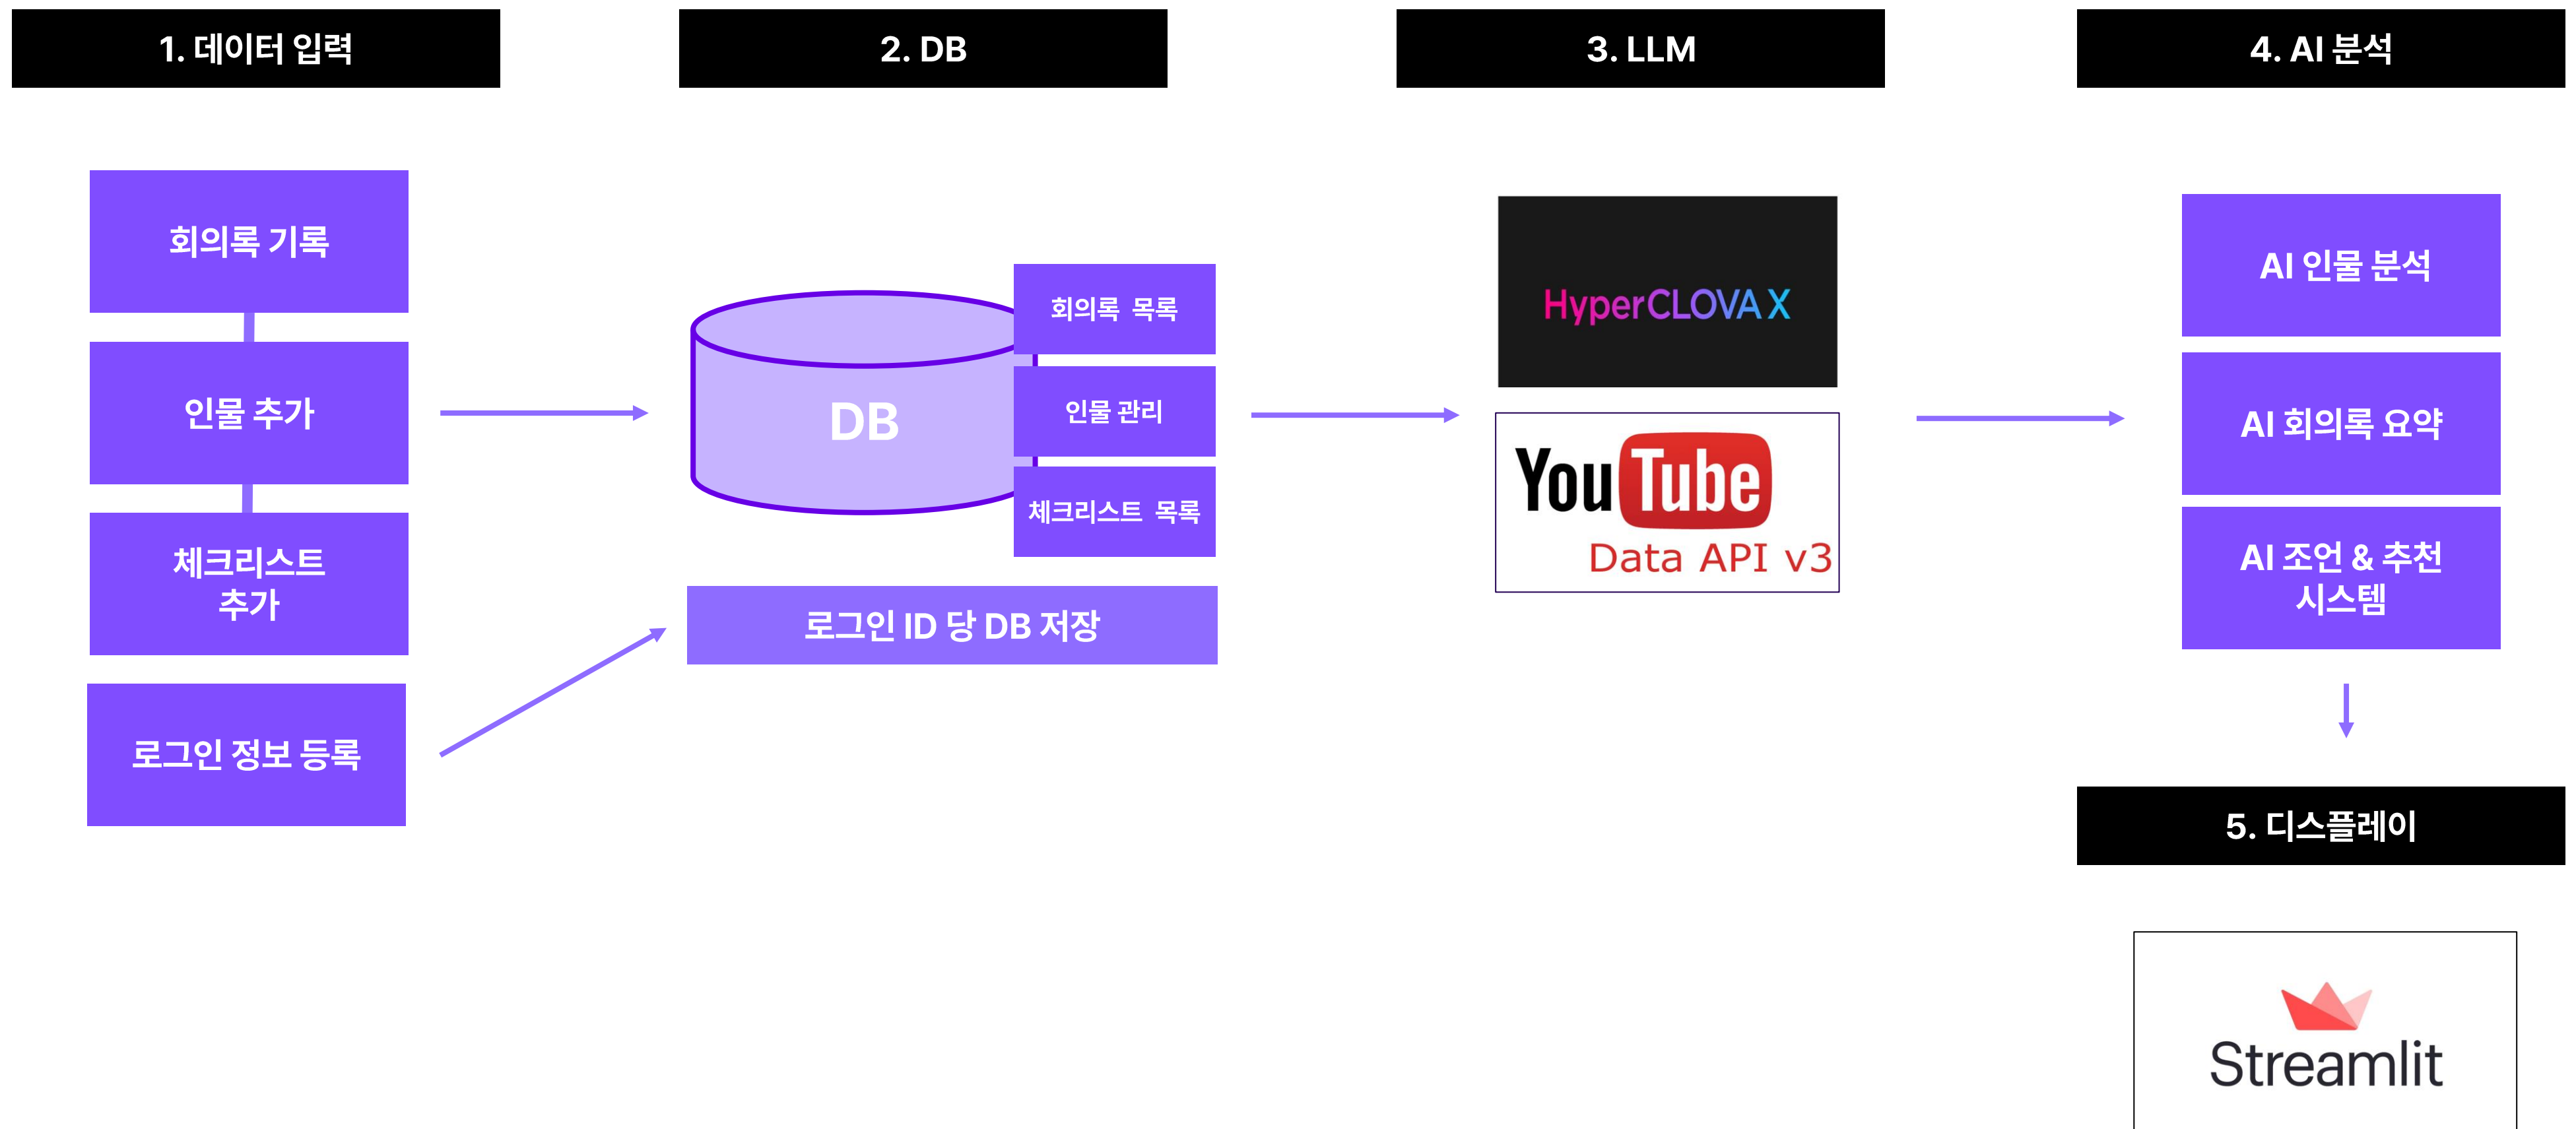 1. 데이터 입력
회의록 기록
인물 추가
체크리스트
추가
로그인 정보 등록
2. DB
DB
회의록 목록
인물 관리
체크리스트 목록
로그인 ID 당 DB 저장
3. LLM
HyperCLOVA X
YouTube
Data API v3
4. AI 분석
AI 인물 분석
AI 회의록 요약
AI 조언 & 추천
시스템
5. 디스플레이
Streamlit